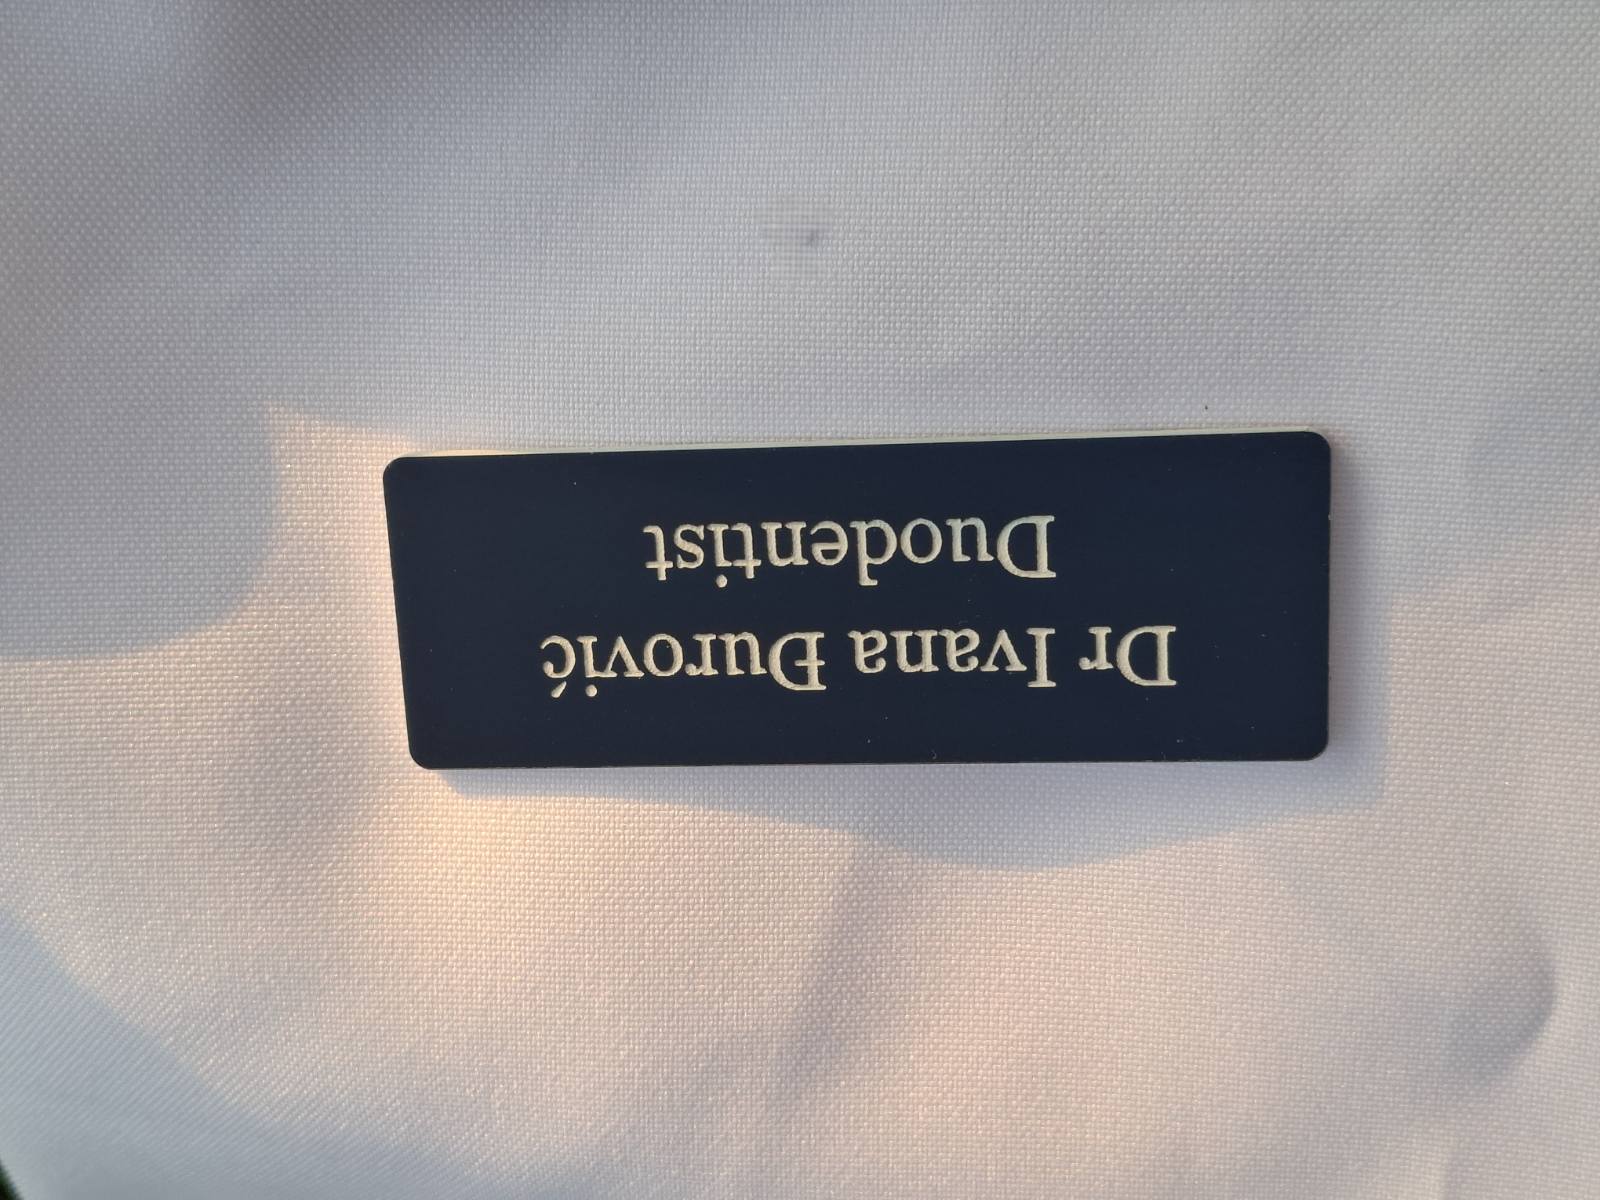 Dr Ivana Đurović
Duodentist